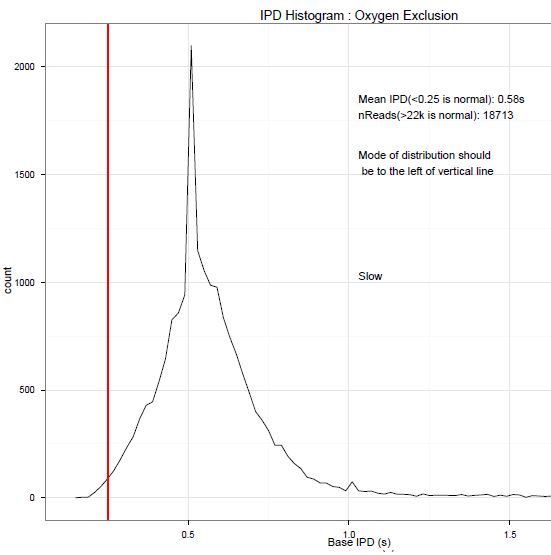 IPD Histogram : Oxygen Exclusion
2000
Mean IPD(<0.25 is normal): 0.58s
nReads(>22k is normal): 18713
Mode of distribution should
be to the left of vertical line
1500
Slow
1000
count
500
0
0.5
1.0
1.5
Base IPD (s)